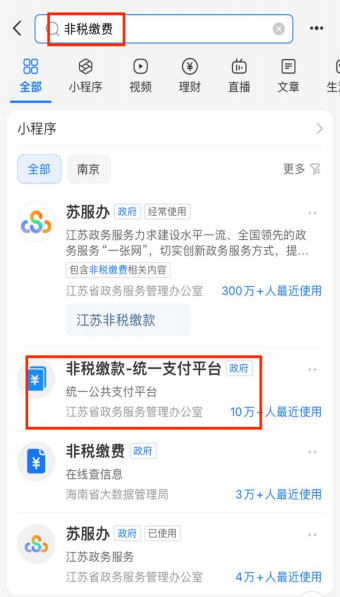 非税缴费
全部
小程序
视频
理财
直播
文章
小程序
全部
南京
更多
苏服办 政府 经常使用
江苏政务服务力求建设水平一流、全国领先的政
务服务“一张网”，切实创新政务服务方式，提...
包含非税缴费相关内容
江苏省政务服务管理办公室 300万+人最近使用
江苏非税缴款
非税缴款-统一支付平台 政府
统一公共支付平台
江苏省政务服务管理办公室 10万+人最近使用
非税缴费 政府
在线查信息
海南省大数据管理局 3万+人最近使用
苏服办 政府 已使用
江苏政务服务
江苏省政务服务管理办公室 4万+人最近使用